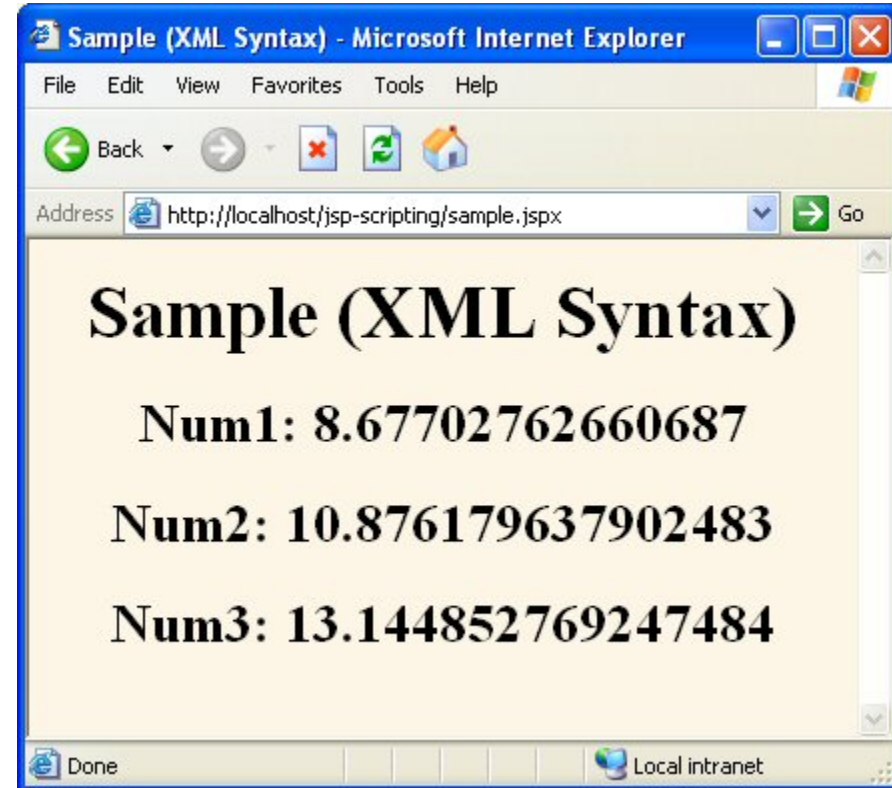 Sample (XML Syntax) - Microsoft Internet Explorer
File Edit View Favorites Tools Help
Back
Address http://localhost/jsp-scripting/sample.jspx Go
Sample (XML Syntax)
Num1: 8.67702762660687
Num2: 10.876179637902483
Num3: 13.144852769247484
Done Local intranet